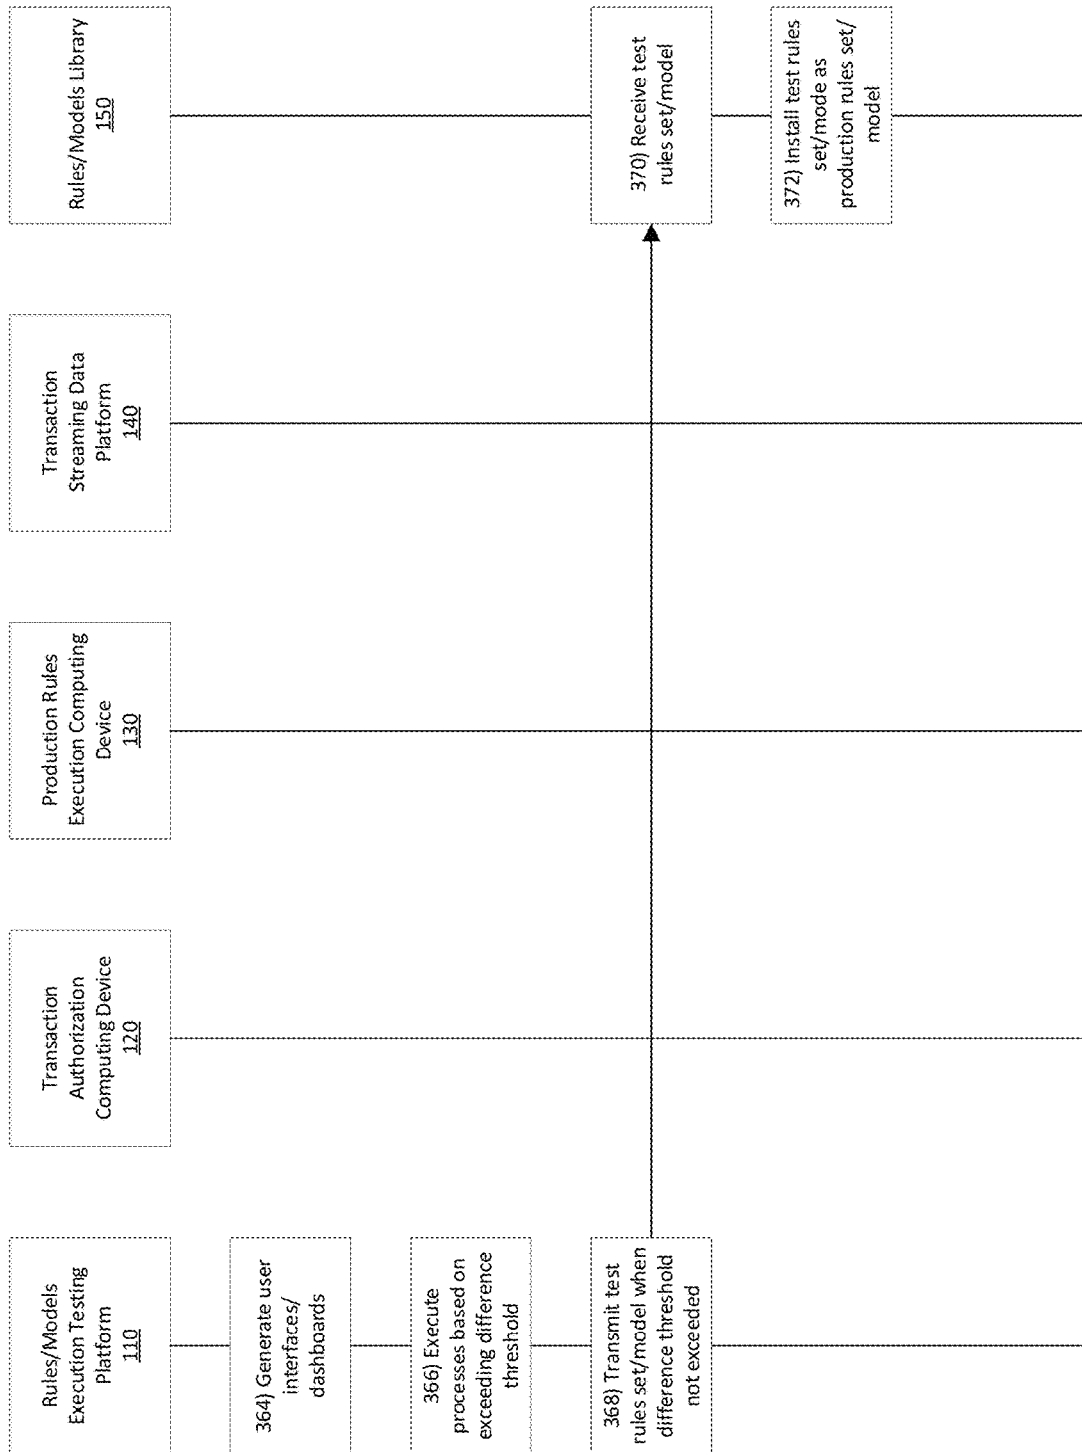 Rules/Models
Execution Testing
Platform
110
Transaction
Authorization
Computing Device
120
Production Rules
Execution Computing
Device
130
Transaction
Streaming Data
Platform
140
Rules/Models Library
150
364) Generate user
interfaces/
dashboards
366) Execute
processes based on
exceeding difference
threshold
368) Transmit test
rules set/model when
difference threshold
not exceeded
370) Receive test
rules set/model
372) Install test rules
set/mode as
production rules set/
model